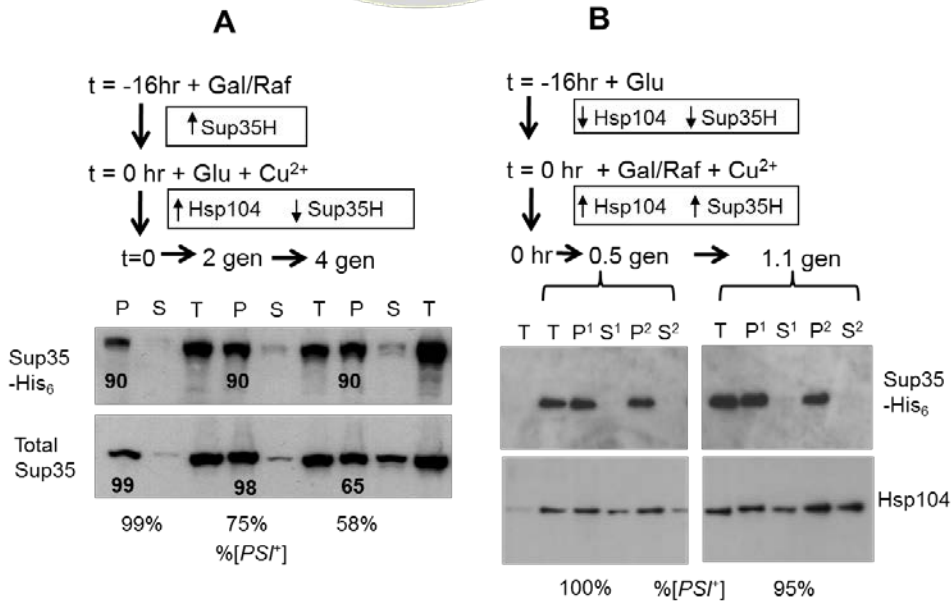 A
t = -16hr + Gal/Raf
↑Sup35H
t = 0 hr + Glu + Cu²⁺
↑Hsp104 ↓Sup35H
t=0 → 2 gen → 4 gen
P S T P S T P S T
Sup35
-His₆
90 90 90
Total
Sup35
99 98 65
99% 75% 58%
%[PSI⁺]
B
t = -16hr + Glu
↓Hsp104 ↓Sup35H
t = 0 hr + Gal/Raf + Cu²⁺
↑Hsp104 ↑Sup35H
0 hr → 0.5 gen → 1.1 gen
T T P¹ S¹ P² S² T P¹ S¹ P² S²
Sup35
-His₆
Hsp104
100% %[PSI⁺] 95%